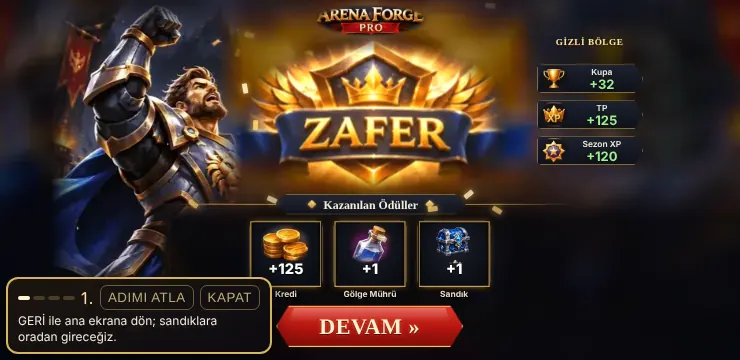 ARENA FORGE
PRO
GİZLİ BÖLGE
Kupa
+32
ZAFER
XP
TP
+125
Sezon XP
+120
Kazanılan Ödüller
+125
+1
+1
Kredi
Gölge Mührü
Sandık
1. ADIMI ATLA KAPAT
GERİ ile ana ekrana dön; sandıklara
oradan gireceğiz.
DEVAM »